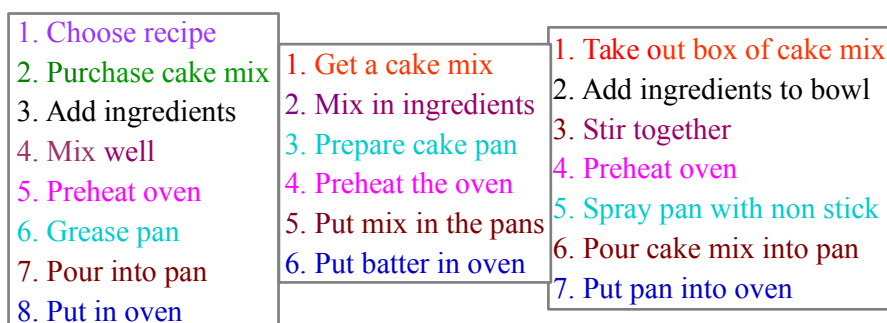 1. Choose recipe
2. Purchase cake mix
3. Add ingredients
4. Mix well
5. Preheat oven
6. Grease pan
7. Pour into pan
8. Put in oven
1. Get a cake mix
2. Mix in ingredients
3. Prepare cake pan
4. Preheat the oven
5. Put mix in the pans
6. Put batter in oven
1. Take out box of cake mix
2. Add ingredients to bowl
3. Stir together
4. Preheat oven
5. Spray pan with non stick
6. Pour cake mix into pan
7. Put pan into oven